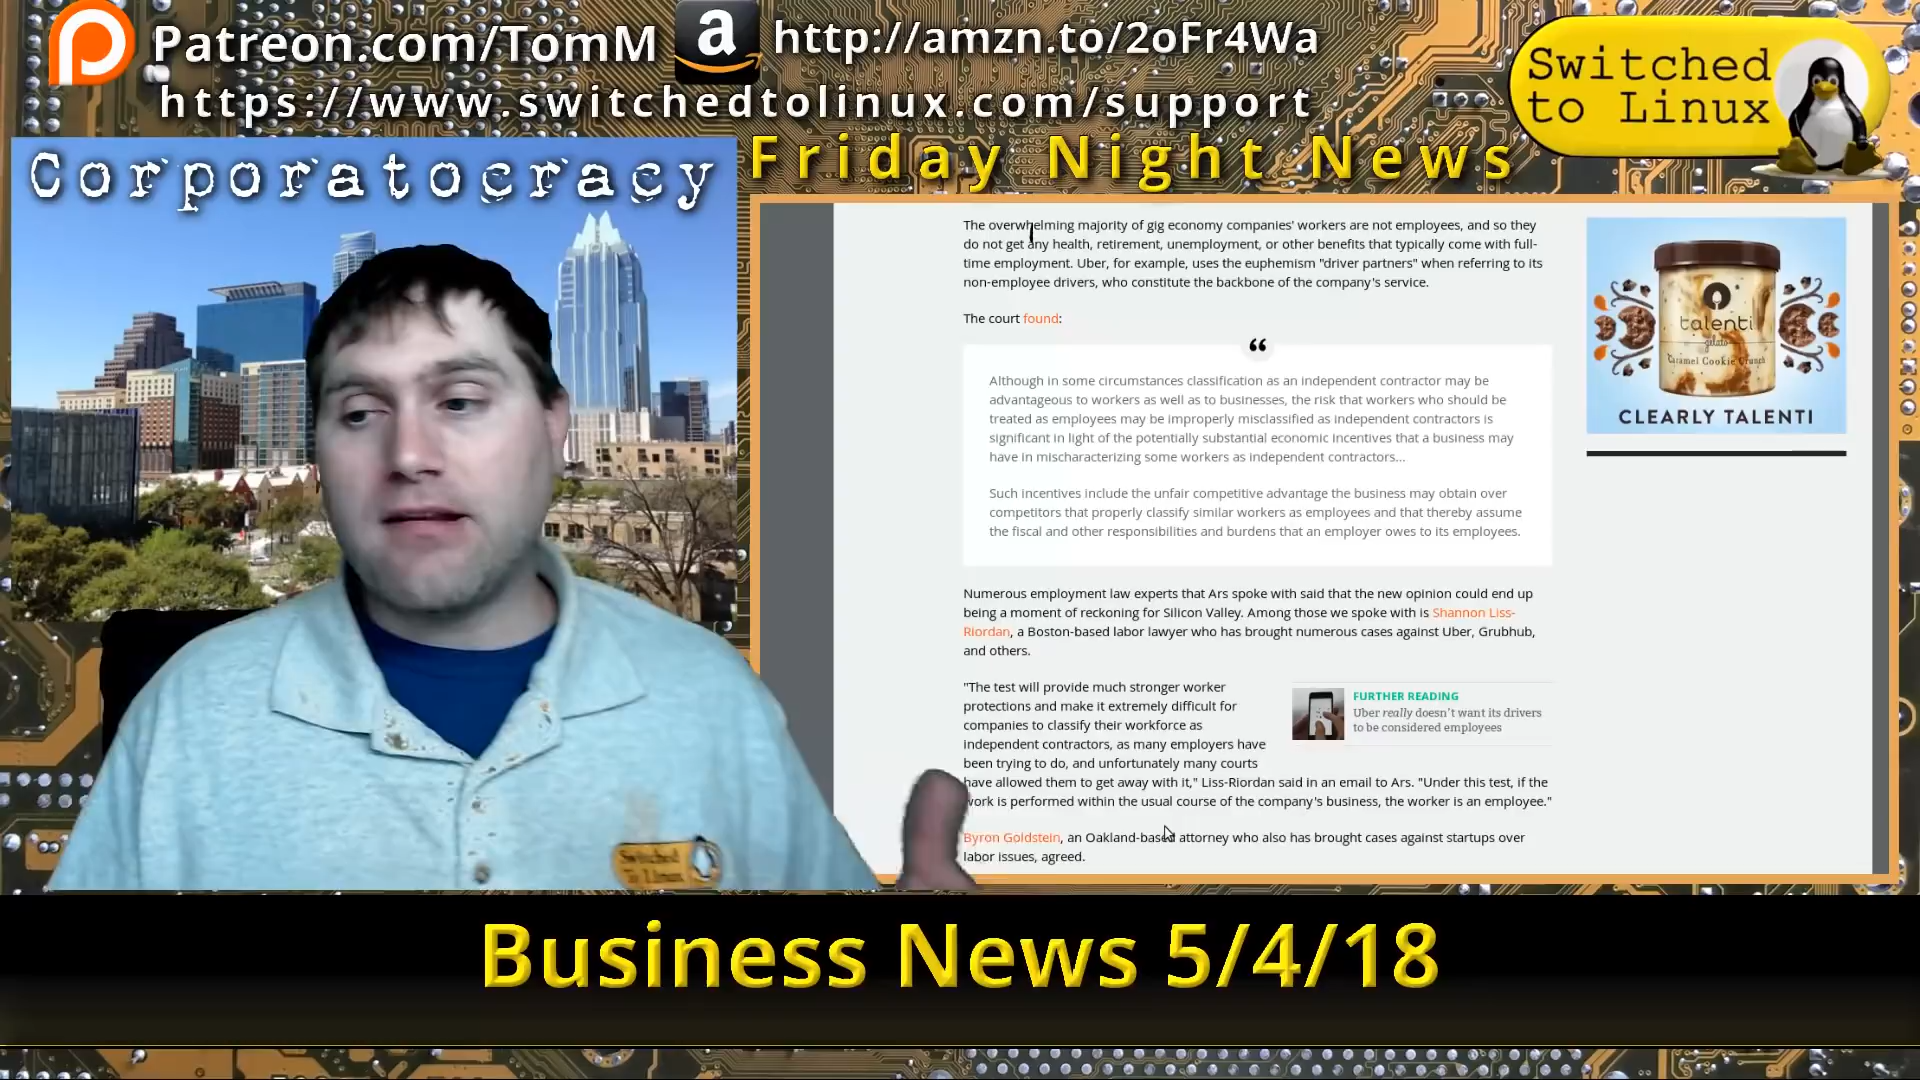 Patreon.com/TomM
a
http://amzn.to/2oFr4Wa
https://www.switchedtolinux.com/support
Switched
to Linux
Corporatocracy
Friday Night News
The overwhelming majority of gig economy companies' workers are not employees, and so they
do not get any health, retirement, unemployment, or other benefits that typically come with full-
time employment. Uber, for example, uses the euphemism "driver partners" when referring to its
non-employee drivers, who constitute the backbone of the company's service.
The court found:
“
Although in some circumstances classification as an independent contractor may be
advantageous to workers as well as to businesses, the risk that workers who should be
treated as employees may be improperly misclassified as independent contractors is
significant in light of the potentially substantial economic incentives that a business may
have in mischaracterizing some workers as independent contractors...
Such incentives include the unfair competitive advantage the business may obtain over
competitors that properly classify similar workers as employees and that thereby assume
the fiscal and other responsibilities and burdens that an employer owes to its employees.
Numerous employment law experts that Ars spoke with said that the new opinion could end up
being a moment of reckoning for Silicon Valley. Among those we spoke with is Shannon Liss-
Riordan, a Boston-based labor lawyer who has brought numerous cases against Uber, Grubhub,
and others.
"The test will provide much stronger worker
protections and make it extremely difficult for
companies to classify their workforce as
independent contractors, as many employers have
been trying to do, and unfortunately many courts
have allowed them to get away with it," Liss-Riordan said in an email to Ars. "Under this test, if the
work is performed within the usual course of the company's business, the worker is an employee."
FURTHER READING
Uber really doesn't want its drivers
to be considered employees
Byron Goldstein, an Oakland-based attorney who also has brought cases against startups over
labor issues, agreed.
talenti
gelato
Caramel Cookie Crunch
CLEARLY TALENTI
Switched
To Linux
Business News 5/4/18